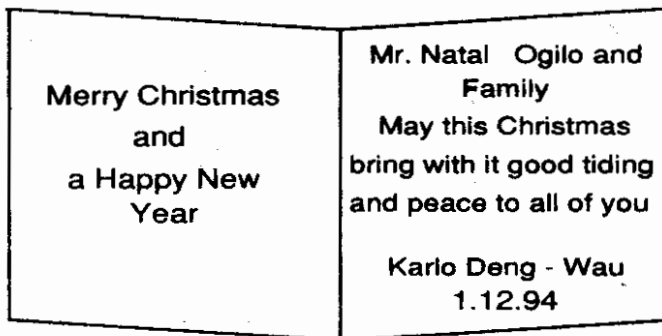 Merry Christmas
and
a Happy New
Year
Mr. Natal Ogilo and
Family
May this Christmas
bring with it good tiding
and peace to all of you
Karlo Deng - Wau
1.12.94